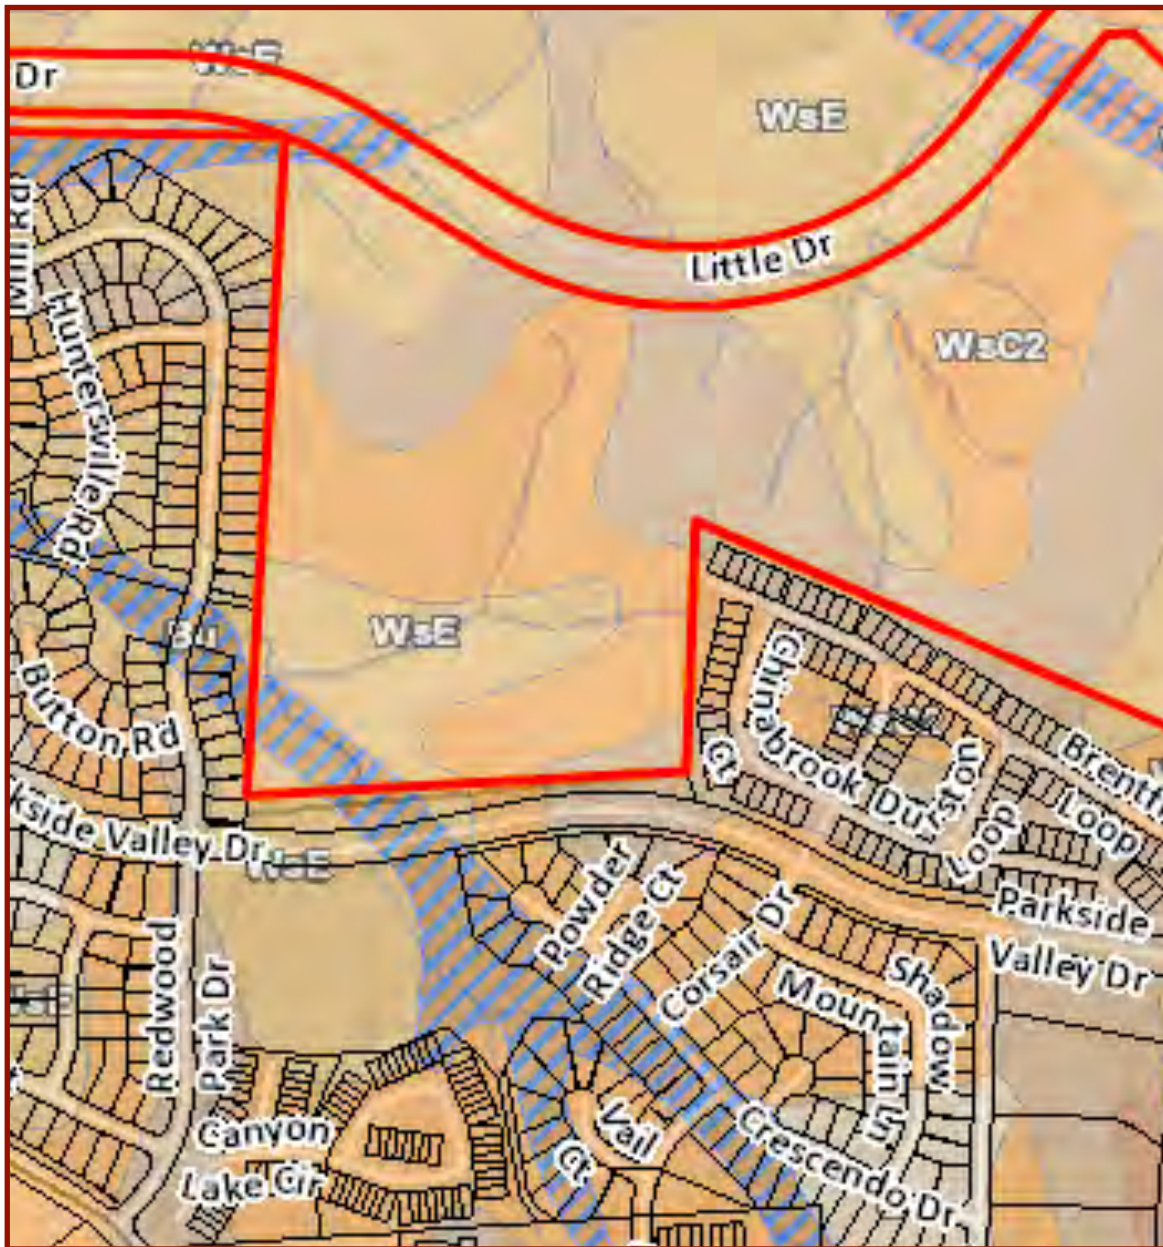 WsE
Dr
WsE
Little Dr
Mill Rd
WsC2
Huntersville Rd
WsE
Bu
Button Rd
Chinabrook
Ct
Durston
Loop
Loop
kside Valley Dr
WsE
Powder
Ridge Ct
Corsair Dr
Parkside
Valley Dr
Shadow
Mountain Ln
Redwood
Park Dr
Canyon
Lake Cir
Vail
Ct
Crescendo Dr